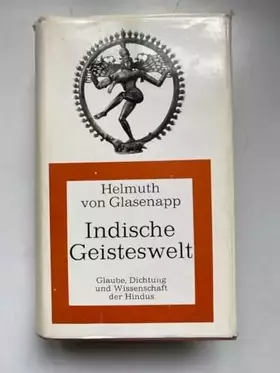 Helmuth
von Glasenapp
Indische
Geisteswelt
Glaube, Dichtung
und Wissenschaft
der Hindus